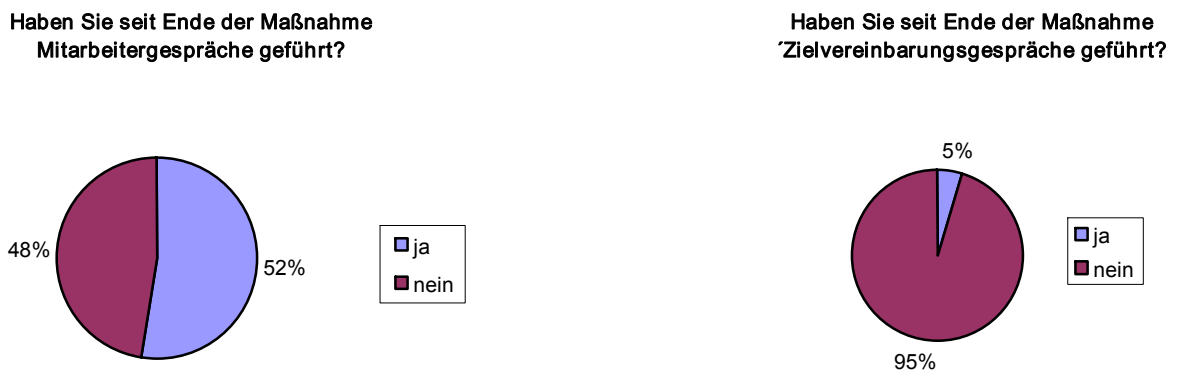 Haben Sie seit Ende der Maßnahme
Mitarbeitergespräche geführt?
48%
52%
ja
nein
Haben Sie seit Ende der Maßnahme
´Zielvereinbarungsgespräche geführt?
5%
95%
ja
nein